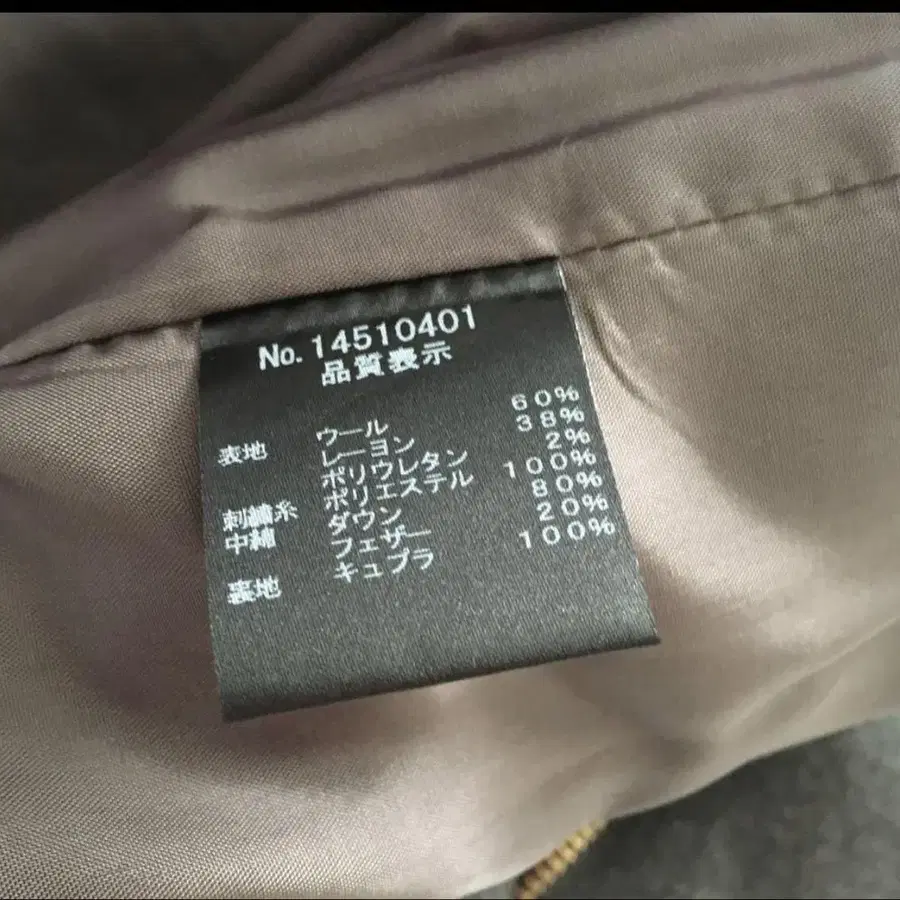 No.14510401
品質表示
表地 ウール 60%
レーヨン 38%
ポリウレタン 2%
刺繍糸 ポリエステル 100%
中綿 ダウン 80%
フェザー 20%
裏地 キュプラ 100%